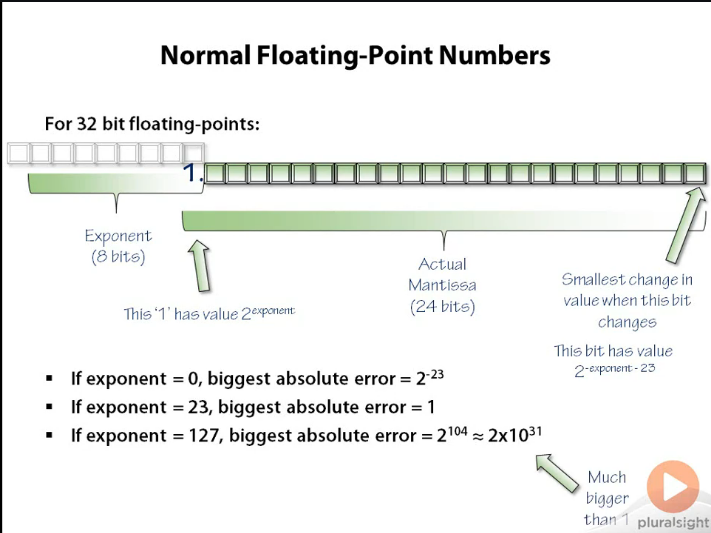 Normal Floating-Point Numbers
For 32 bit floating-points:
1.
Exponent
(8 bits)
Actual
Mantissa
(24 bits)
This '1' has value 2^exponent
Smallest change in
value when this bit
changes
This bit has value
2^-exponent - 23
▪ If exponent = 0, biggest absolute error = 2^-23
▪ If exponent = 23, biggest absolute error = 1
▪ If exponent = 127, biggest absolute error = 2^104 ≈ 2x10^31
Much
bigger
than 1
pluralsight